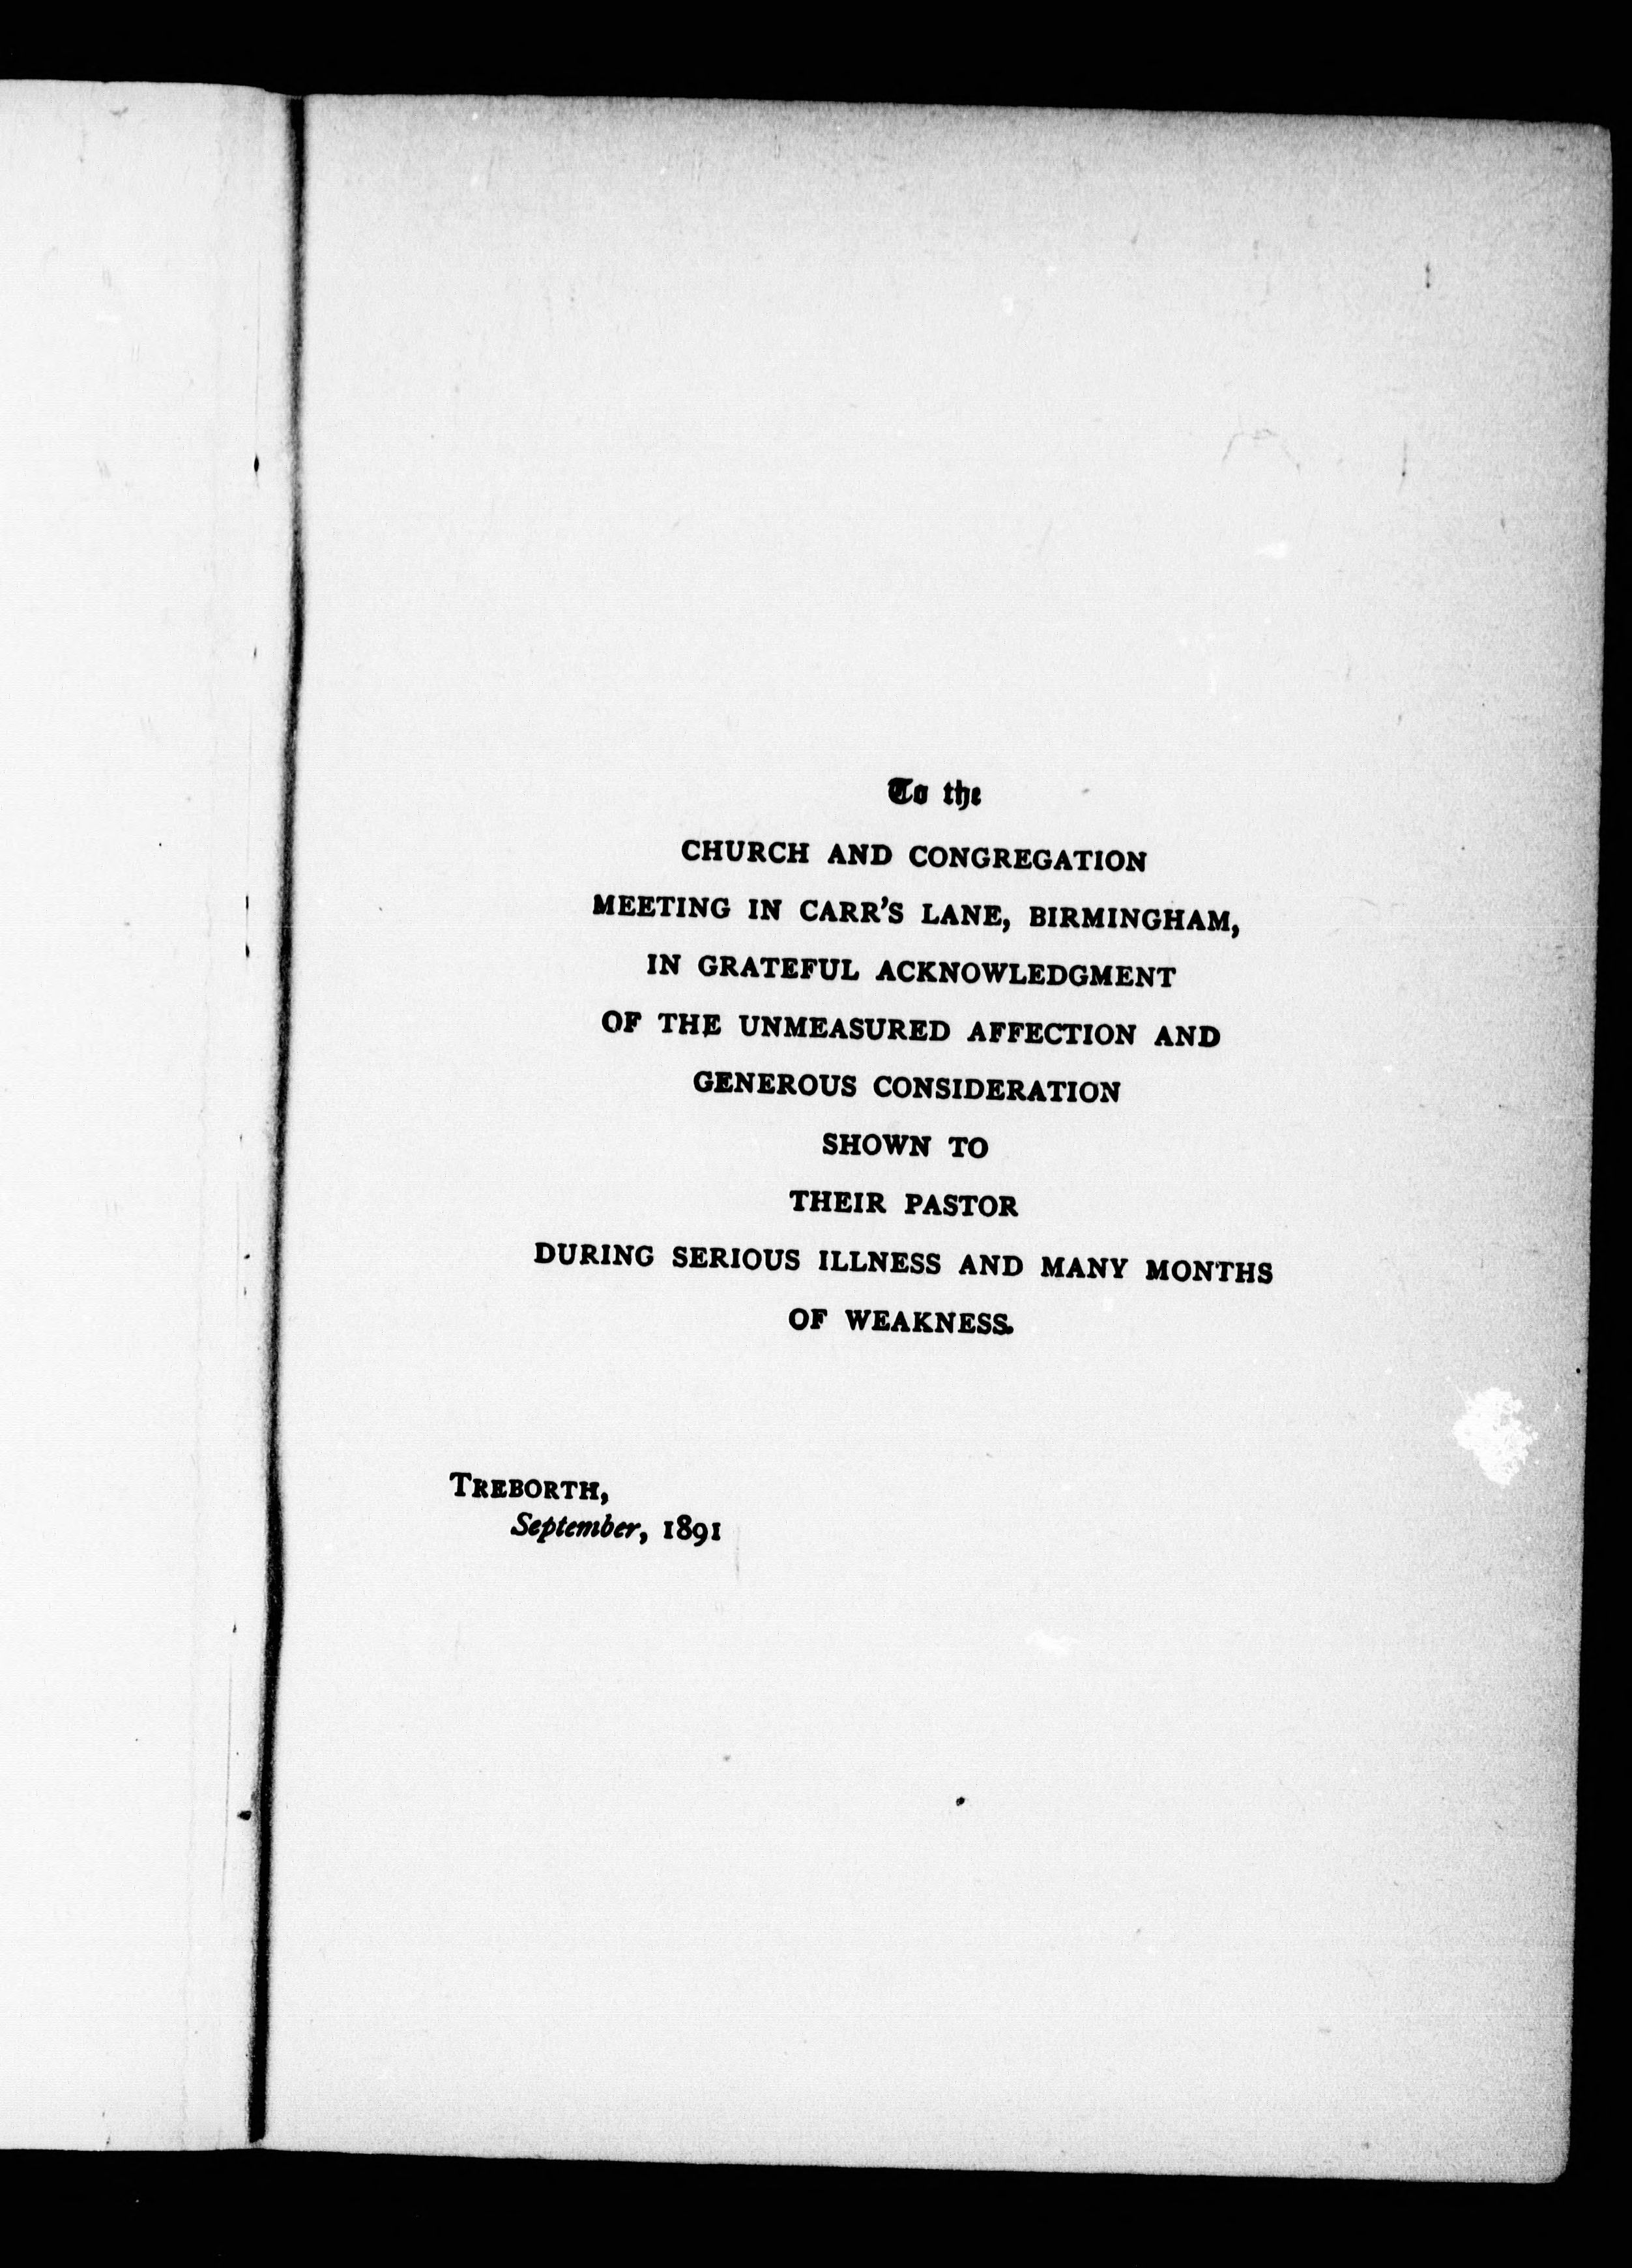 To the
CHURCH AND CONGREGATION
MEETING IN CARR'S LANE, BIRMINGHAM,
IN GRATEFUL ACKNOWLEDGMENT
OF THE UNMEASURED AFFECTION AND
GENEROUS CONSIDERATION
SHOWN TO
THEIR PASTOR
DURING SERIOUS ILLNESS AND MANY MONTHS
OF WEAKNESS.
TREBORTH,
September, 1891